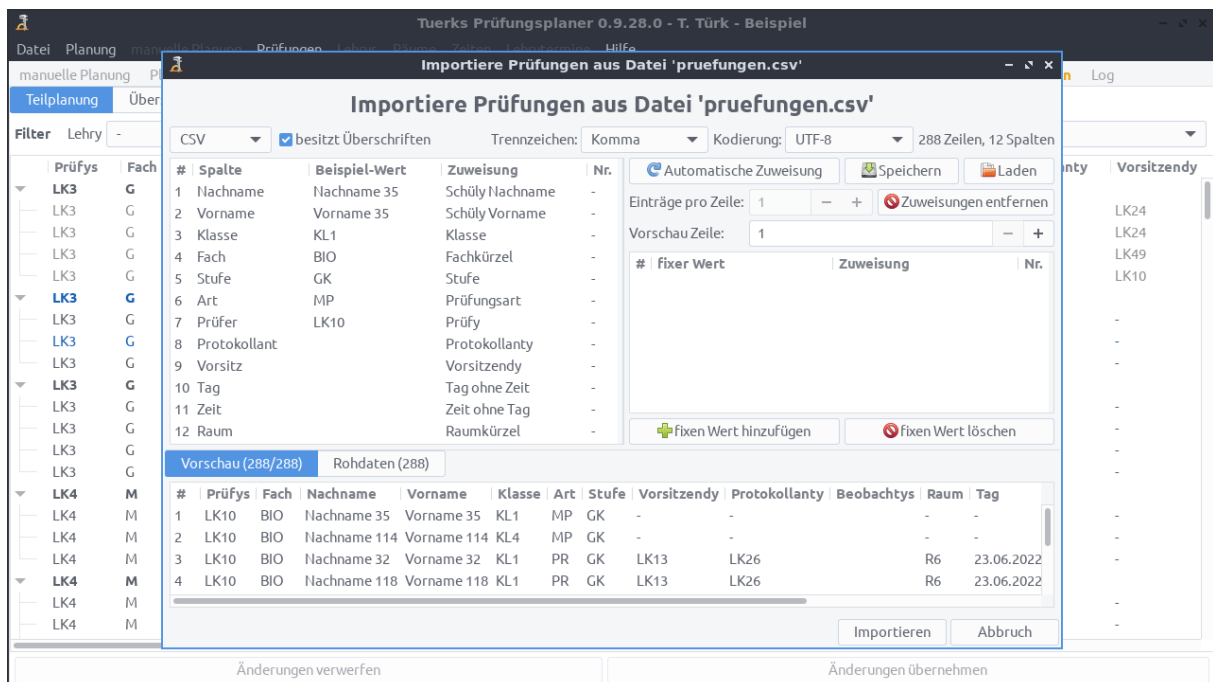 Tuerks Prüfungsplaner 0.9.28.0 - T. Türk - Beispiel
Datei Planung manuelle Planung Prüfungen Lehrys Räume Zeiten Lehrytermine Hilfe
manuelle Planung
Log
Teilplanung
Filter Lehry -
Prüfys Fach Vorsitzendy
LK3 G
LK3 G LK24
LK3 G LK24
LK3 G LK49
LK3 G LK10
LK3 G
LK3 G -
LK3 G -
LK3 G -
LK3 G
LK3 G -
LK3 G -
LK3 G -
LK3 G -
LK4 M
LK4 M -
LK4 M -
LK4 M -
LK4 M
LK4 M -
LK4 M -
Änderungen verwerfen Änderungen übernehmen
Importiere Prüfungen aus Datei 'pruefungen.csv'
Importiere Prüfungen aus Datei 'pruefungen.csv'
CSV besitzt Überschriften Trennzeichen: Komma Kodierung: UTF-8 288 Zeilen, 12 Spalten
# Spalte Beispiel-Wert Zuweisung Nr.
1 Nachname Nachname 35 Schüly Nachname -
2 Vorname Vorname 35 Schüly Vorname -
3 Klasse KL1 Klasse -
4 Fach BIO Fachkürzel -
5 Stufe GK Stufe -
6 Art MP Prüfungsart -
7 Prüfer LK10 Prüfy -
8 Protokollant Protokollanty -
9 Vorsitz Vorsitzendy -
10 Tag Tag ohne Zeit -
11 Zeit Zeit ohne Tag -
12 Raum Raumkürzel -
Automatische Zuweisung Speichern Laden
Einträge pro Zeile: 1 − + Zuweisungen entfernen
Vorschau Zeile: 1 − +
# fixer Wert Zuweisung Nr.
fixen Wert hinzufügen fixen Wert löschen
Vorschau (288/288) Rohdaten (288)
# Prüfys Fach Nachname Vorname Klasse Art Stufe Vorsitzendy Protokollanty Beobachtys Raum Tag
1 LK10 BIO Nachname 35 Vorname 35 KL1 MP GK - - - -
2 LK10 BIO Nachname 114 Vorname 114 KL4 MP GK - - - -
3 LK10 BIO Nachname 32 Vorname 32 KL1 PR GK LK13 LK26 R6 23.06.2022
4 LK10 BIO Nachname 118 Vorname 118 KL1 PR GK LK13 LK26 R6 23.06.2022
Importieren Abbruch